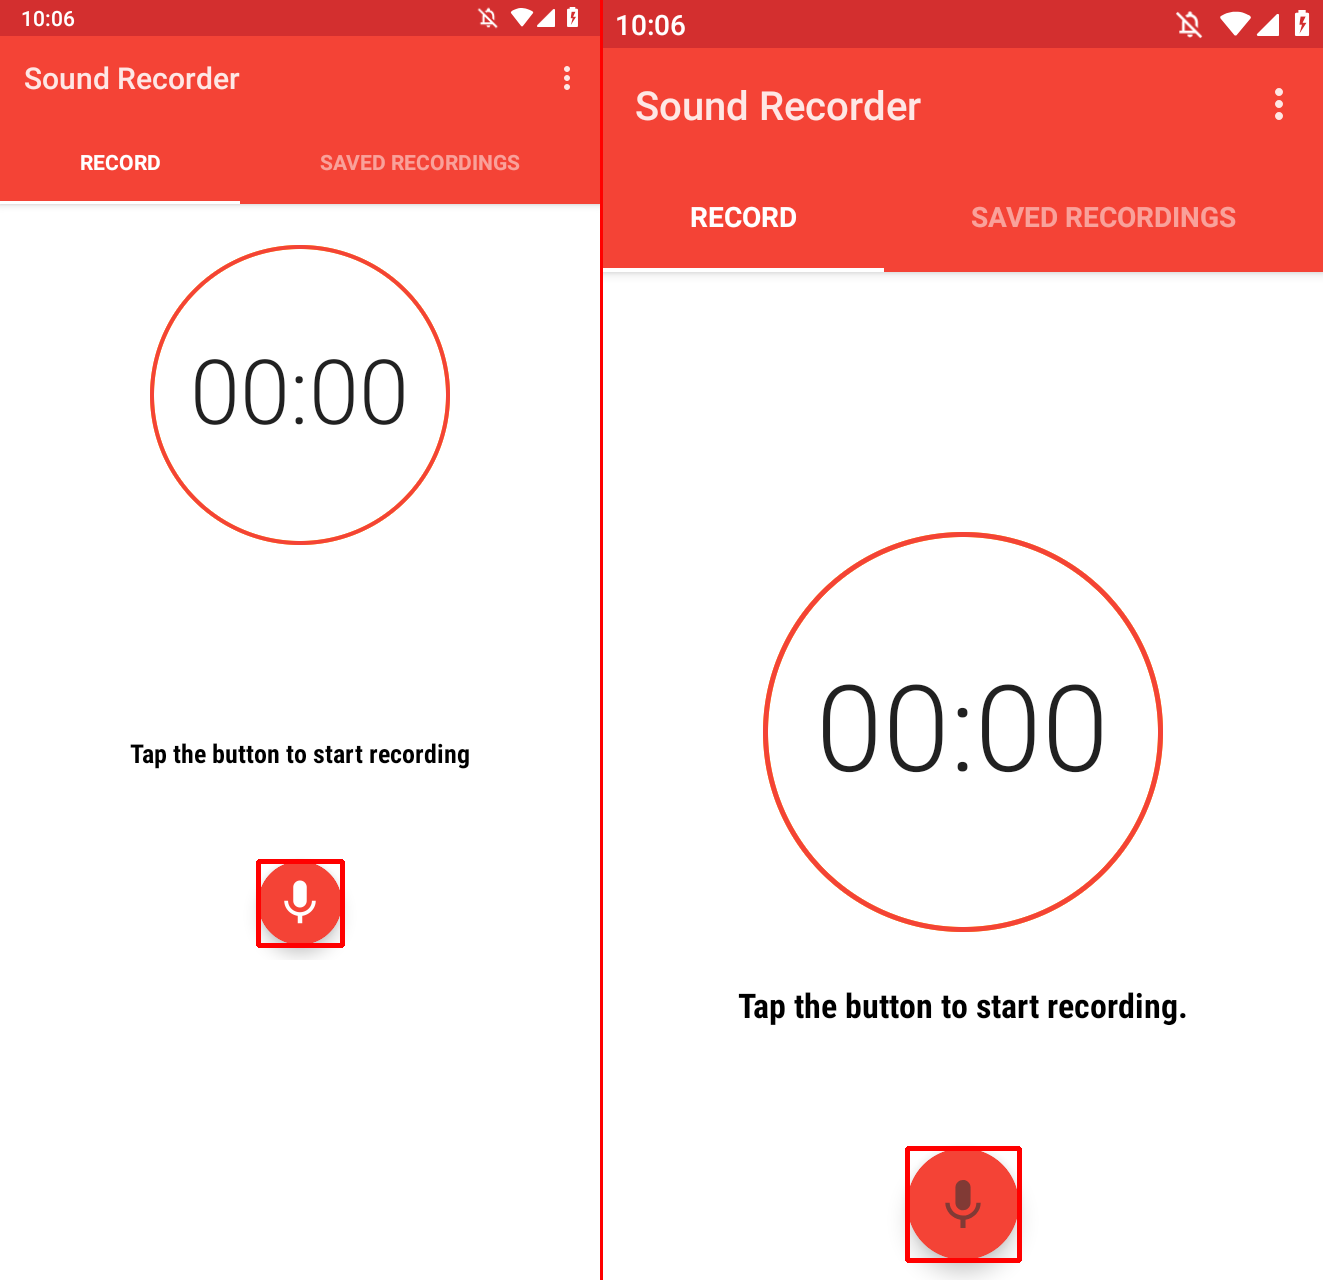 10:06
Sound Recorder
RECORD SAVED RECORDINGS
00:00
Tap the button to start recording
10:06
Sound Recorder
RECORD SAVED RECORDINGS
00:00
Tap the button to start recording.